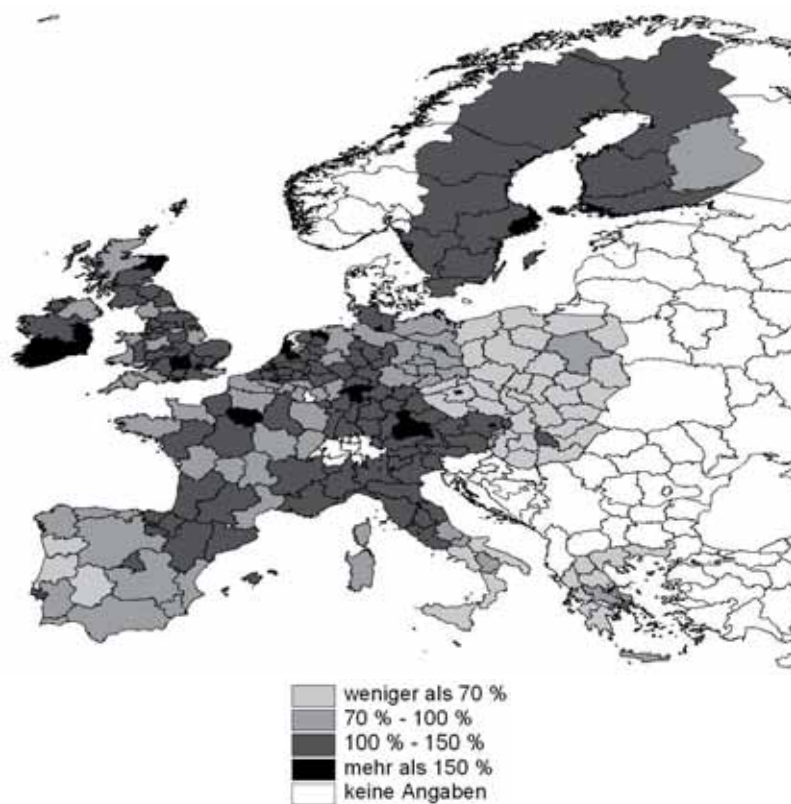 weniger als 70 %
70 % - 100 %
100 % - 150 %
mehr als 150 %
keine Angaben